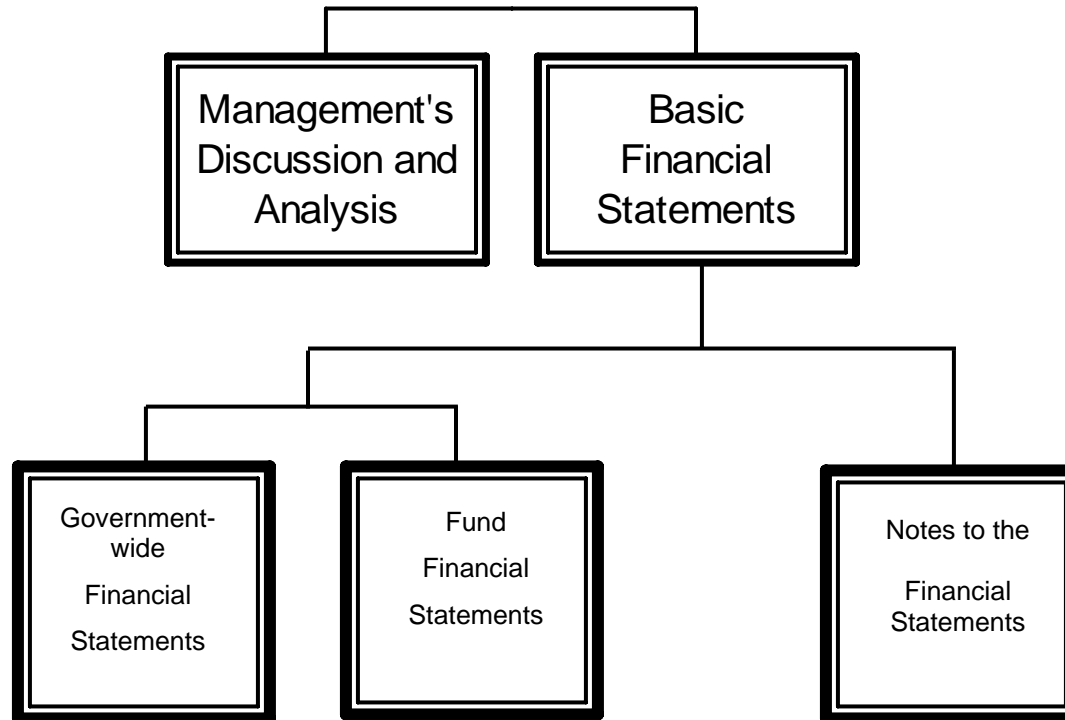 Management's
Discussion and
Analysis
Basic
Financial
Statements
Government-
wide
Financial
Statements
Fund
Financial
Statements
Notes to the
Financial
Statements